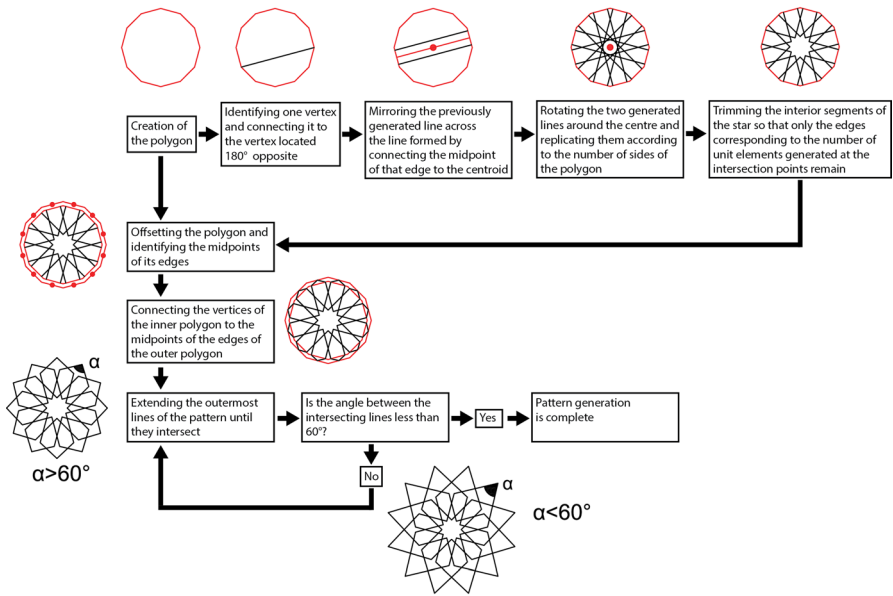 Creation of
the polygon
Identifying one vertex
and connecting it to
the vertex located
180° opposite
Mirroring the previously
generated line across
the line formed by
connecting the midpoint
of that edge to the centroid
Rotating the two generated
lines around the centre and
replicating them according
to the number of sides of
the polygon
Trimming the interior segments
of the star so that only the edges
corresponding to the number of
unit elements generated at the
intersection points remain
Offsetting the polygon and
identifying the midpoints
of its edges
Connecting the vertices of
the inner polygon to the
midpoints of the edges
of the outer polygon
α
α>60°
Extending the outermost
lines of the pattern until
they intersect
Is the angle between the
intersecting lines less than
60°?
Yes
Pattern generation
is complete
No
α
α<60°